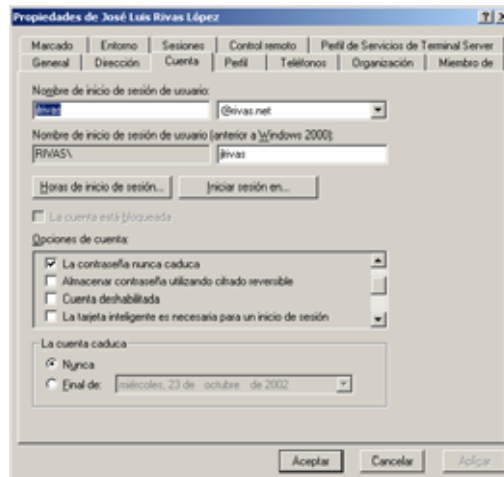 Propiedades de José Luis Rivas López
Marcado Entorno Sesiones Control remoto Perfil de Servicios de Terminal Server
General Dirección Cuenta Perfil Teléfonos Organización Miembro de
Nombre de inicio de sesión de usuario:
jlrivas @rivas.net
Nombre de inicio de sesión de usuario (anterior a Windows 2000):
RIVAS\ jlrivas
Horas de inicio de sesión... Iniciar sesión en...
La cuenta está bloqueada
Opciones de cuenta:
La contraseña nunca caduca
Almacenar contraseña utilizando cifrado reversible
Cuenta deshabilitada
La tarjeta inteligente es necesaria para un inicio de sesión
La cuenta caduca
Nunca
Final de: miércoles, 23 de octubre de 2002
Aceptar Cancelar Aplicar